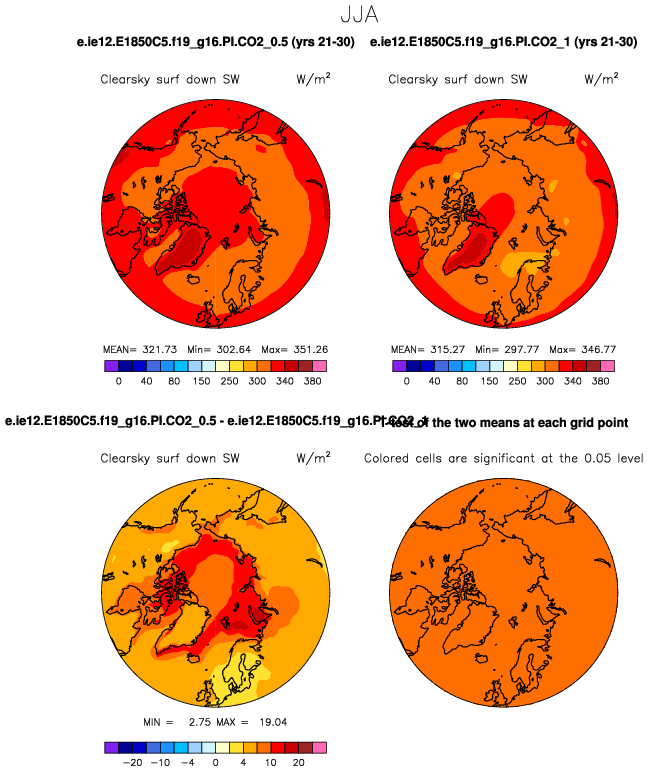 JJA
e.ie12.E1850C5.f19_g16.PI.CO2_0.5 (yrs 21-30)
e.ie12.E1850C5.f19_g16.PI.CO2_1 (yrs 21-30)
Clearsky surf down SW W/m²
Clearsky surf down SW W/m²
MEAN= 321.73 Min= 302.64 Max= 351.26
MEAN= 315.27 Min= 297.77 Max= 346.77
0 40 80 150 250 300 340 380
0 40 80 150 250 300 340 380
e.ie12.E1850C5.f19_g16.PI.CO2_0.5 - e.ie12.E1850C5.f19_g16.PI.CO2_1
T-test of the two means at each grid point
Clearsky surf down SW W/m²
Colored cells are significant at the 0.05 level
MIN = 2.75 MAX = 19.04
-20 -10 -4 0 4 10 20